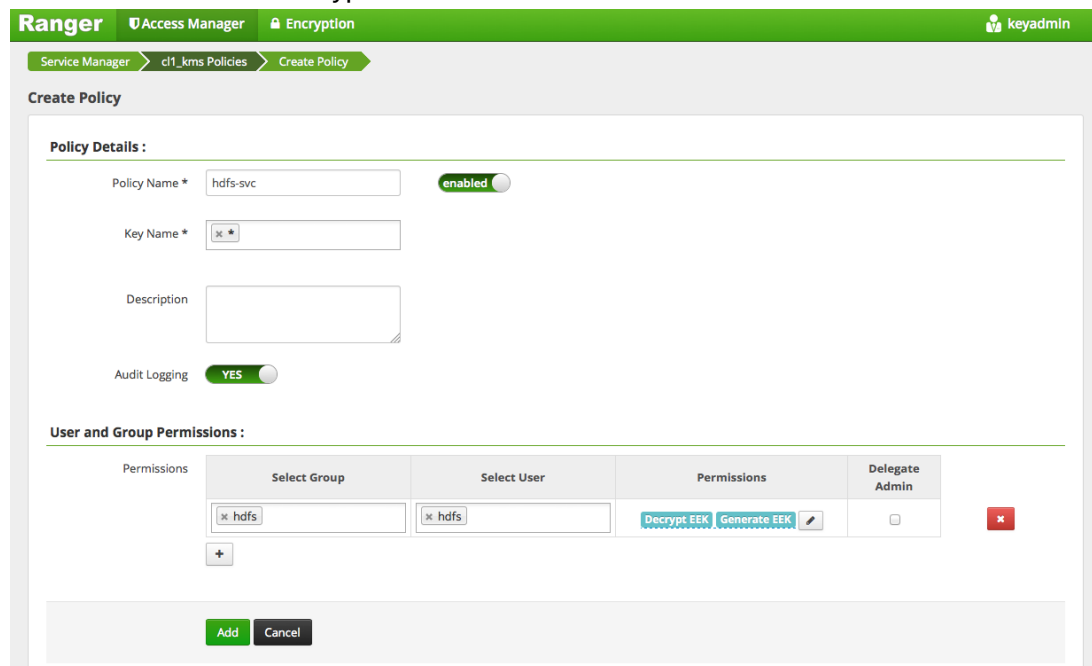 Ranger Access Manager Encryption keyadmin
Service Manager cl1_kms Policies Create Policy
Create Policy
Policy Details :
Policy Name * hdfs-svc enabled
Key Name * × *
Description
Audit Logging YES
User and Group Permissions :
Permissions Select Group Select User Permissions Delegate Admin
× hdfs × hdfs Decrypt EEK Generate EEK ×
+
Add Cancel